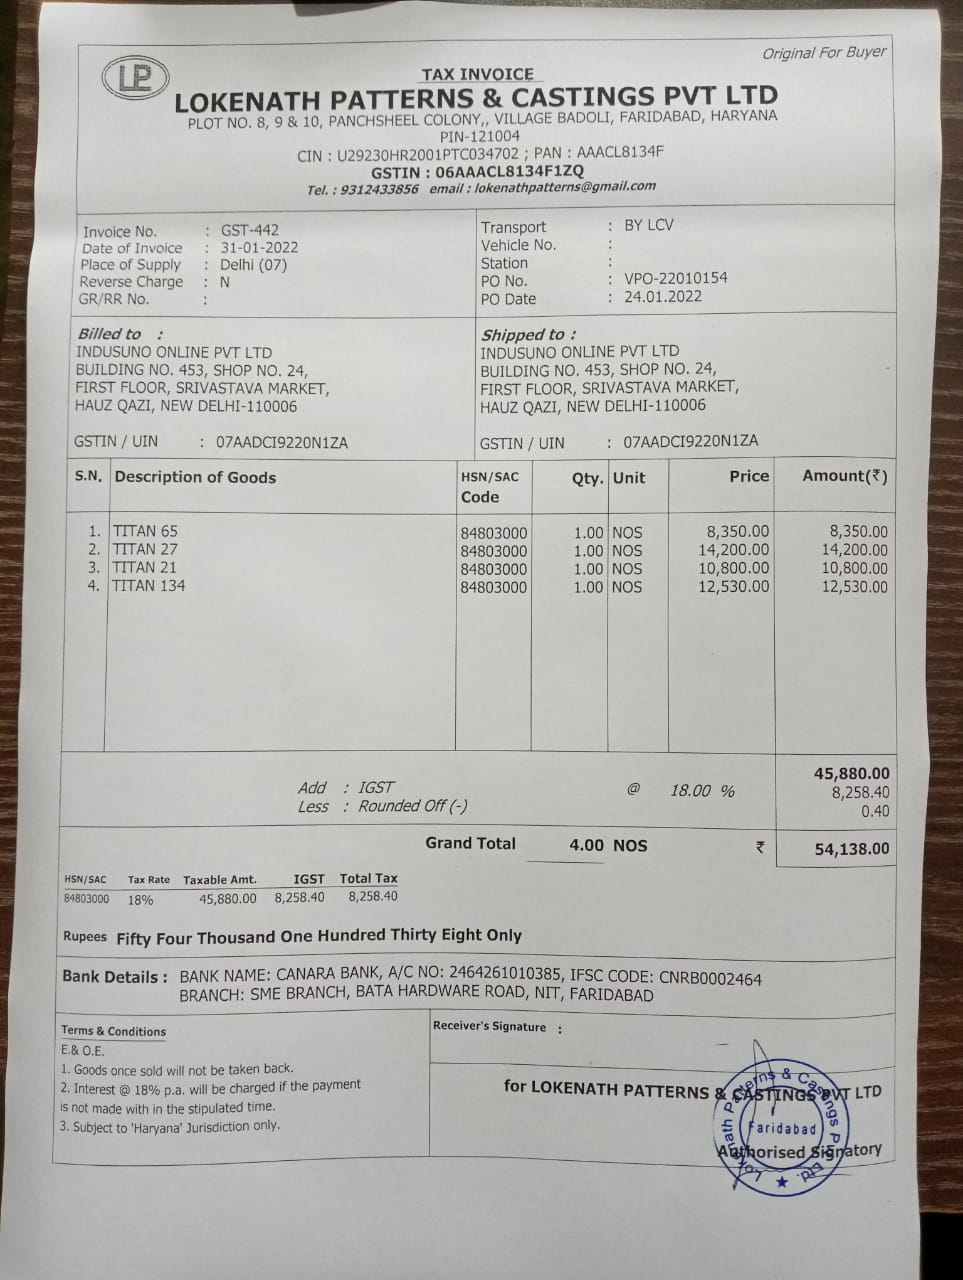 Original For Buyer
LP
TAX INVOICE
LOKENATH PATTERNS & CASTINGS PVT LTD
PLOT NO. 8, 9 & 10, PANCHSHEEL COLONY,, VILLAGE BADOLI, FARIDABAD, HARYANA
PIN-121004
CIN : U29230HR2001PTC034702 ; PAN : AAACL8134F
GSTIN : 06AAACL8134F1ZQ
Tel. : 9312433856 email : lokenathpatterns@gmail.com
Invoice No. : GST-442
Date of Invoice : 31-01-2022
Place of Supply : Delhi (07)
Reverse Charge : N
GR/RR No. :
Transport : BY LCV
Vehicle No. :
Station :
PO No. : VPO-22010154
PO Date : 24.01.2022
Billed to :
INDUSUNO ONLINE PVT LTD
BUILDING NO. 453, SHOP NO. 24,
FIRST FLOOR, SRIVASTAVA MARKET,
HAUZ QAZI, NEW DELHI-110006
GSTIN / UIN : 07AADCI9220N1ZA
Shipped to :
INDUSUNO ONLINE PVT LTD
BUILDING NO. 453, SHOP NO. 24,
FIRST FLOOR, SRIVASTAVA MARKET,
HAUZ QAZI, NEW DELHI-110006
GSTIN / UIN : 07AADCI9220N1ZA
S.N. Description of Goods HSN/SAC Code Qty. Unit Price Amount(₹)
1. TITAN 65 84803000 1.00 NOS 8,350.00 8,350.00
2. TITAN 27 84803000 1.00 NOS 14,200.00 14,200.00
3. TITAN 21 84803000 1.00 NOS 10,800.00 10,800.00
4. TITAN 134 84803000 1.00 NOS 12,530.00 12,530.00
45,880.00
Add : IGST @ 18.00 % 8,258.40
Less : Rounded Off (-) 0.40
Grand Total 4.00 NOS ₹ 54,138.00
HSN/SAC Tax Rate Taxable Amt. IGST Total Tax
84803000 18% 45,880.00 8,258.40 8,258.40
Rupees Fifty Four Thousand One Hundred Thirty Eight Only
Bank Details : BANK NAME: CANARA BANK, A/C NO: 2464261010385, IFSC CODE: CNRB0002464
BRANCH: SME BRANCH, BATA HARDWARE ROAD, NIT, FARIDABAD
Terms & Conditions
E.& O.E.
1. Goods once sold will not be taken back.
2. Interest @ 18% p.a. will be charged if the payment
is not made with in the stipulated time.
3. Subject to 'Haryana' Jurisdiction only.
Receiver's Signature :
for LOKENATH PATTERNS & CASTINGS PVT LTD
Lokenath Patterns & Castings Pvt. Ltd.
Faridabad
Authorised Signatory